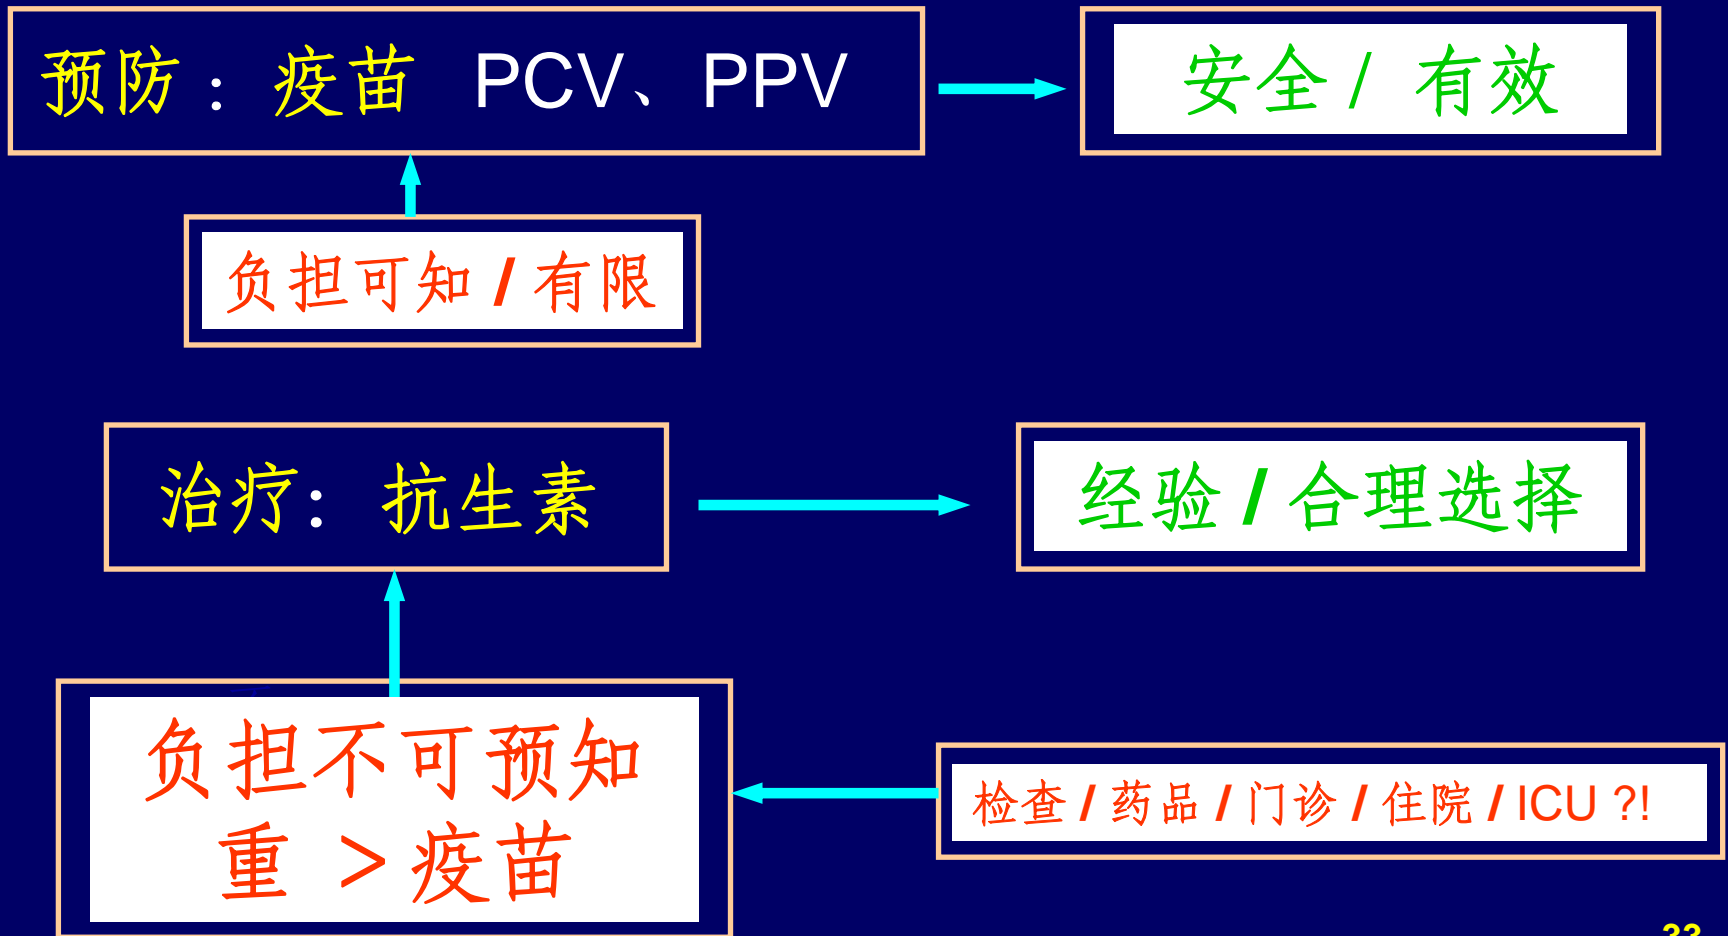 预防：疫苗 PCV、PPV
安全 / 有效
负担可知 / 有限
治疗： 抗生素
经验 / 合理选择
负担不可预知
重 >疫苗
检查 / 药品 / 门诊 / 住院 / ICU ?!
33